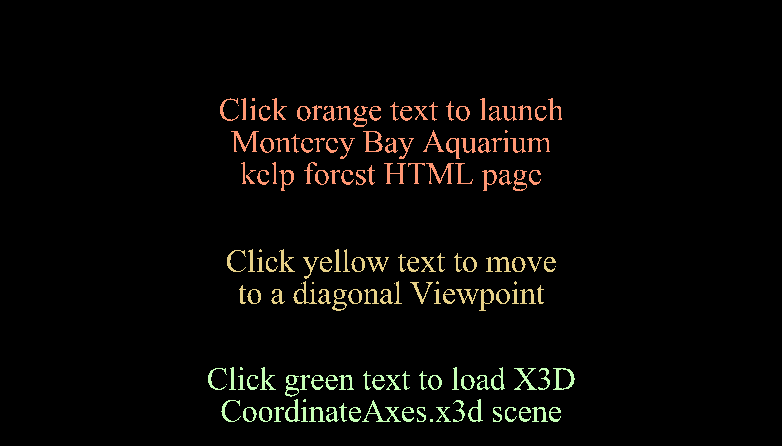 Click orange text to launch
Monterey Bay Aquarium
kelp forest HTML page
Click yellow text to move
to a diagonal Viewpoint
Click green text to load X3D
CoordinateAxes.x3d scene